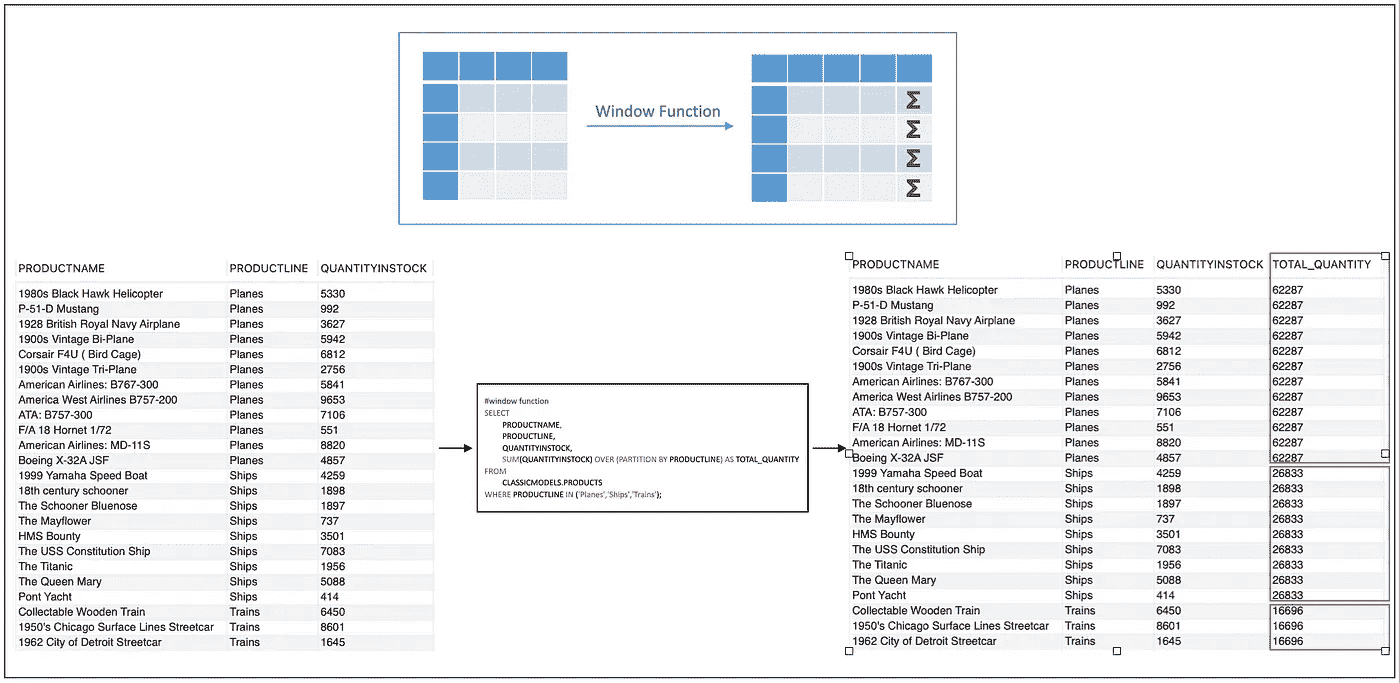 Window Function
Σ
Σ
Σ
Σ
PRODUCTNAME PRODUCTLINE QUANTITYINSTOCK
1980s Black Hawk Helicopter Planes 5330
P-51-D Mustang Planes 992
1928 British Royal Navy Airplane Planes 3627
1900s Vintage Bi-Plane Planes 5942
Corsair F4U ( Bird Cage) Planes 6812
1900s Vintage Tri-Plane Planes 2756
American Airlines: B767-300 Planes 5841
America West Airlines B757-200 Planes 9653
ATA: B757-300 Planes 7106
F/A 18 Hornet 1/72 Planes 551
American Airlines: MD-11S Planes 8820
Boeing X-32A JSF Planes 4857
1999 Yamaha Speed Boat Ships 4259
18th century schooner Ships 1898
The Schooner Bluenose Ships 1897
The Mayflower Ships 737
HMS Bounty Ships 3501
The USS Constitution Ship Ships 7083
The Titanic Ships 1956
The Queen Mary Ships 5088
Pont Yacht Ships 414
Collectable Wooden Train Trains 6450
1950's Chicago Surface Lines Streetcar Trains 8601
1962 City of Detroit Streetcar Trains 1645
#window function
SELECT
PRODUCTNAME,
PRODUCTLINE,
QUANTITYINSTOCK,
SUM(QUANTITYINSTOCK) OVER (PARTITION BY PRODUCTLINE) AS TOTAL_QUANTITY
FROM
CLASSICMODELS.PRODUCTS
WHERE PRODUCTLINE IN ('Planes','Ships','Trains');
PRODUCTNAME PRODUCTLINE QUANTITYINSTOCK TOTAL_QUANTITY
1980s Black Hawk Helicopter Planes 5330 62287
P-51-D Mustang Planes 992 62287
1928 British Royal Navy Airplane Planes 3627 62287
1900s Vintage Bi-Plane Planes 5942 62287
Corsair F4U ( Bird Cage) Planes 6812 62287
1900s Vintage Tri-Plane Planes 2756 62287
American Airlines: B767-300 Planes 5841 62287
America West Airlines B757-200 Planes 9653 62287
ATA: B757-300 Planes 7106 62287
F/A 18 Hornet 1/72 Planes 551 62287
American Airlines: MD-11S Planes 8820 62287
Boeing X-32A JSF Planes 4857 62287
1999 Yamaha Speed Boat Ships 4259 26833
18th century schooner Ships 1898 26833
The Schooner Bluenose Ships 1897 26833
The Mayflower Ships 737 26833
HMS Bounty Ships 3501 26833
The USS Constitution Ship Ships 7083 26833
The Titanic Ships 1956 26833
The Queen Mary Ships 5088 26833
Pont Yacht Ships 414 26833
Collectable Wooden Train Trains 6450 16696
1950's Chicago Surface Lines Streetcar Trains 8601 16696
1962 City of Detroit Streetcar Trains 1645 16696